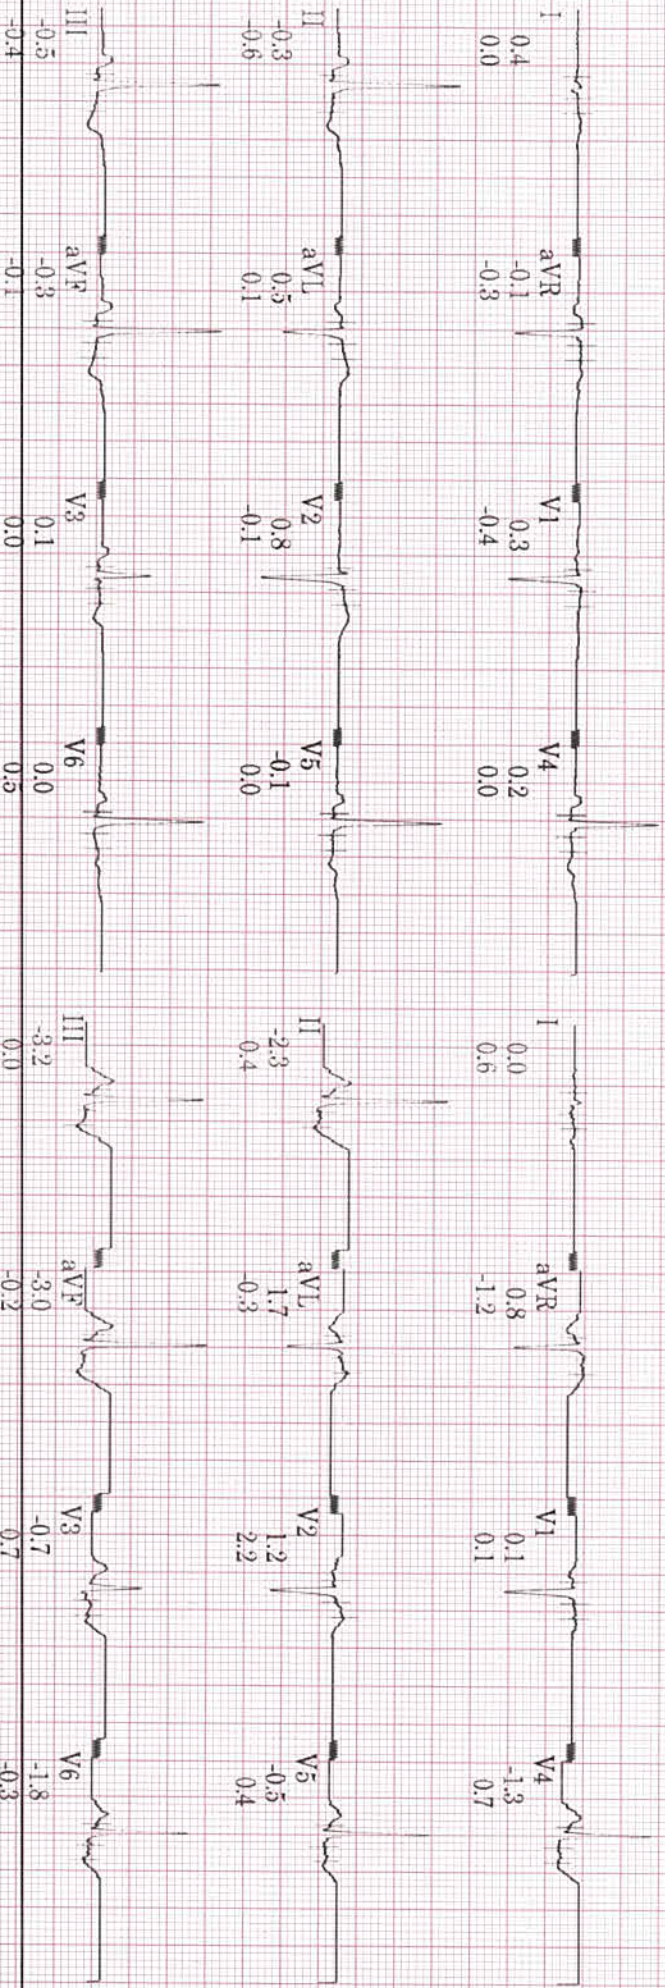 I aVR V1 V4 I aVR V1 V4
0.4 -0.1 0.3 0.2 0.0 0.8 0.1 -1.3
0.0 -0.3 -0.4 0.0 0.6 -1.2 0.1 0.7
II aVL V2 V5 II aVL V2 V5
-0.3 0.5 0.8 -0.1 -2.3 1.7 1.2 -0.5
-0.6 0.1 -0.1 0.0 0.4 -0.3 2.2 0.4
III aVF V3 V6 III aVF V3 V6
-0.5 -0.3 0.1 0.0 -3.2 -3.0 -0.7 -1.8
-0.4 -0.1 0.0 0.5 0.0 -0.2 0.7 -0.3